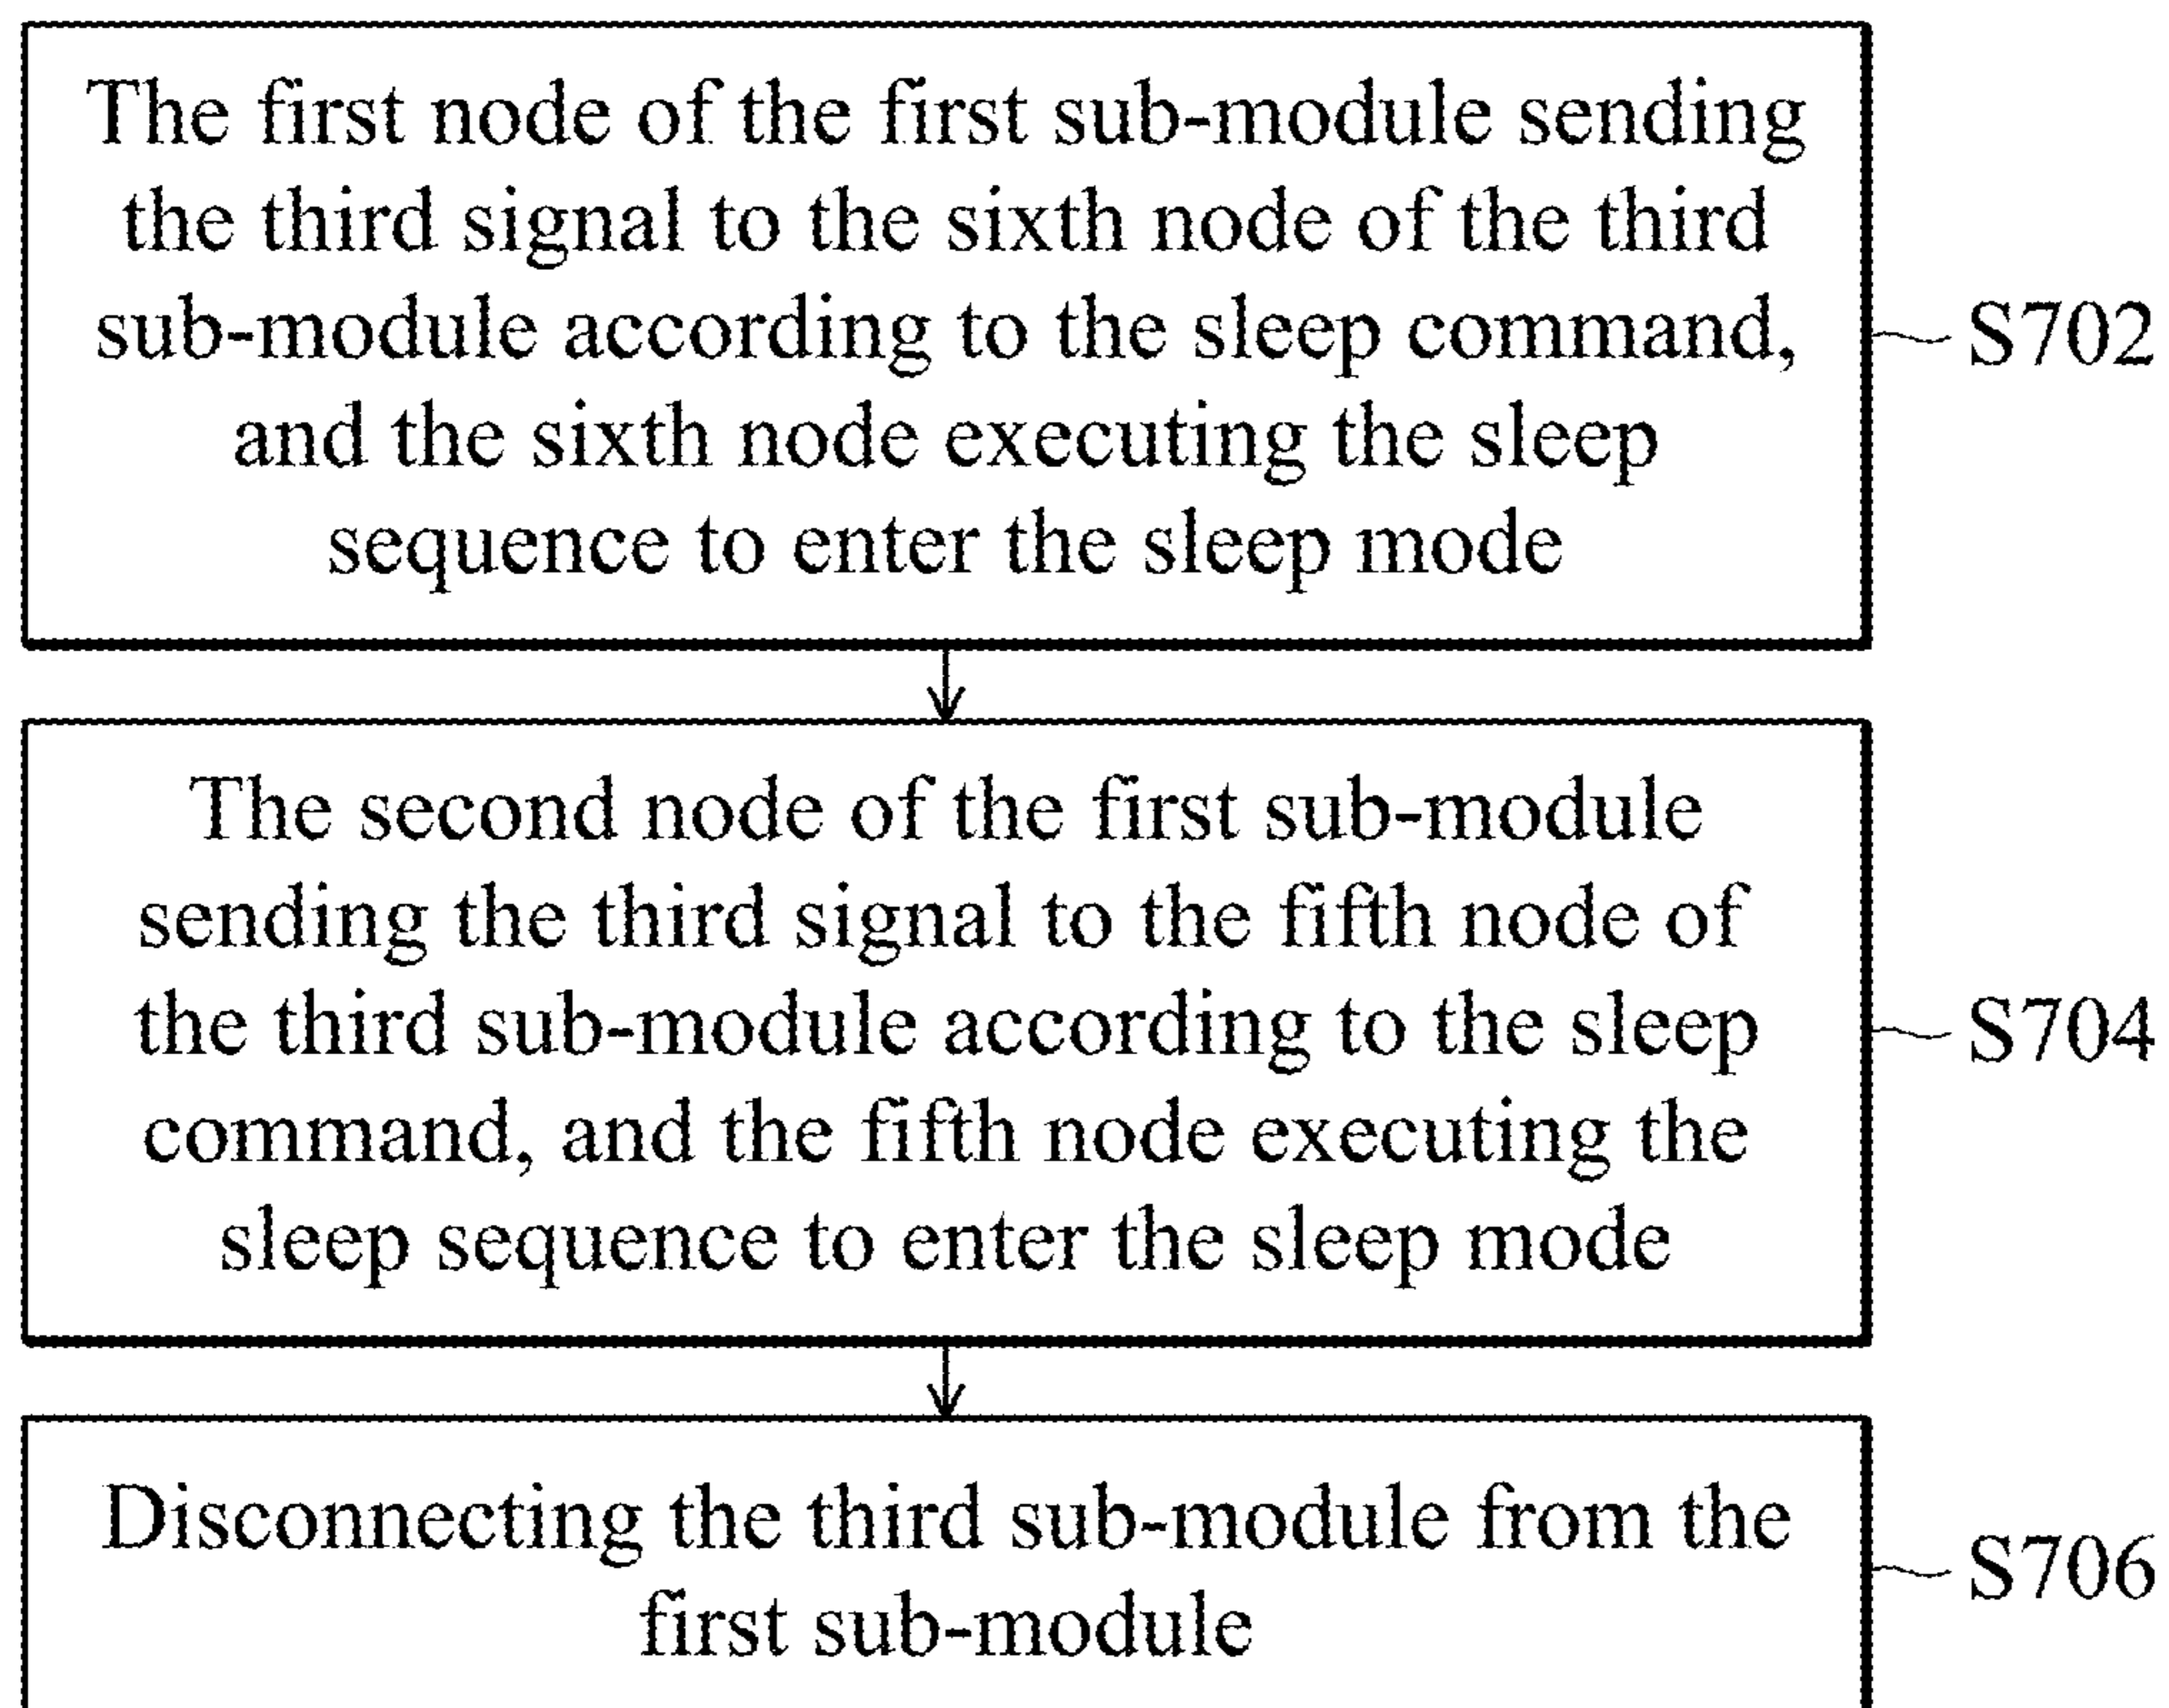 The first node of the first sub-module sending
the third signal to the sixth node of the third
sub-module according to the sleep command,
and the sixth node executing the sleep
sequence to enter the sleep mode
S702
The second node of the first sub-module
sending the third signal to the fifth node of
the third sub-module according to the sleep
command, and the fifth node executing the
sleep sequence to enter the sleep mode
S704
Disconnecting the third sub-module from the
first sub-module
S706